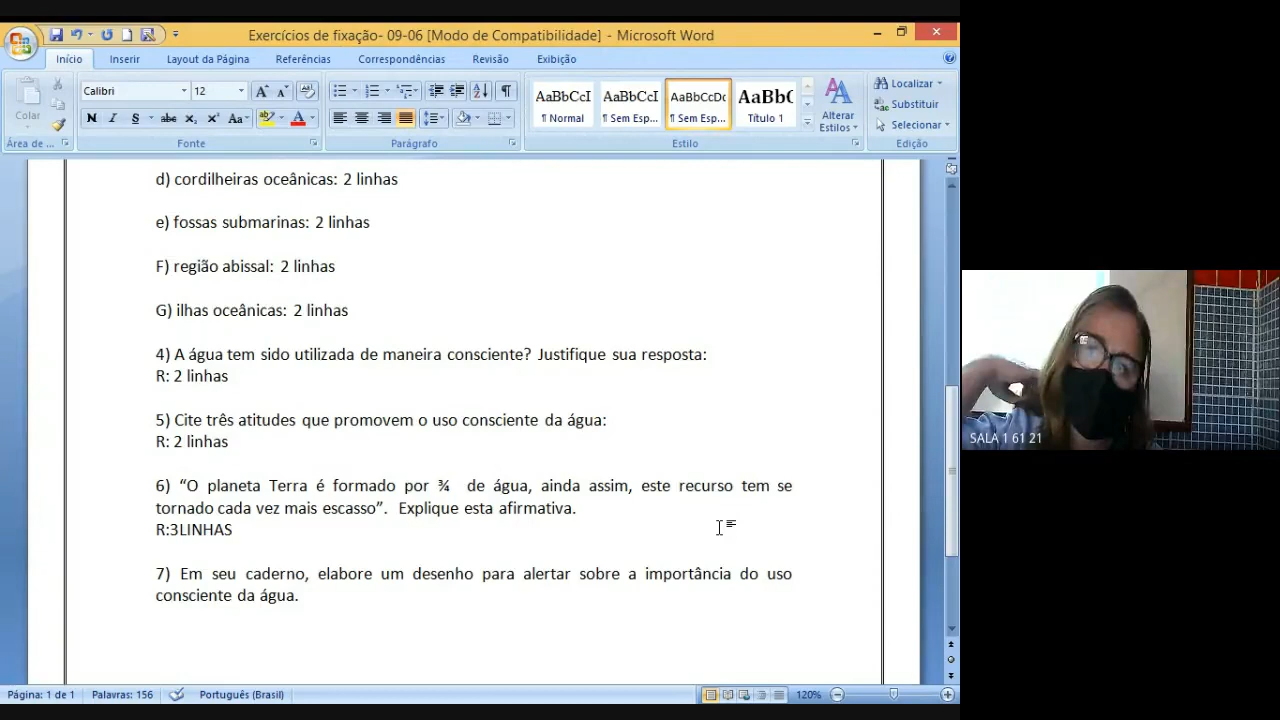 Exercícios de fixação- 09-06 [Modo de Compatibilidade] - Microsoft Word
Início Inserir Layout da Página Referências Correspondências Revisão Exibição
Colar
Calibri 12
AaBbCcI AaBbCcI AaBbCcDc AaBbC
¶ Normal ¶ Sem Esp... ¶ Sem Esp... Título 1
Alterar Estilos
Localizar
Substituir
Selecionar
Área de ... Fonte Parágrafo Estilo Edição
d) cordilheiras oceânicas: 2 linhas
e) fossas submarinas: 2 linhas
F) região abissal: 2 linhas
G) ilhas oceânicas: 2 linhas
4) A água tem sido utilizada de maneira consciente? Justifique sua resposta:
R: 2 linhas
5) Cite três atitudes que promovem o uso consciente da água:
R: 2 linhas
6) “O planeta Terra é formado por ¾ de água, ainda assim, este recurso tem se
tornado cada vez mais escasso”. Explique esta afirmativa.
R:3LINHAS
7) Em seu caderno, elabore um desenho para alertar sobre a importância do uso
consciente da água.
SALA 1 61 21
Página: 1 de 1 Palavras: 156 Português (Brasil) 120%